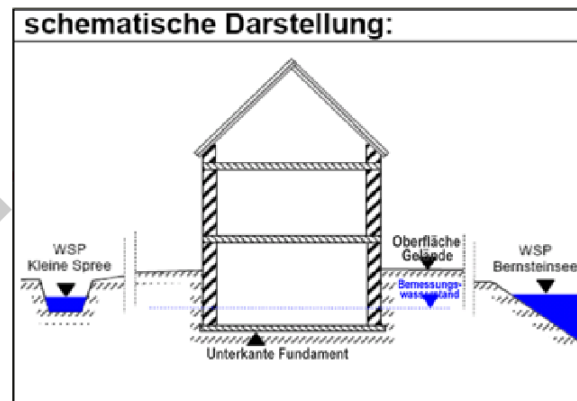 schematische Darstellung:
WSP
Kleine Spree
Oberfläche
Gelände
Bemessungs-
wasserstand
WSP
Bernsteinsee
Unterkante Fundament